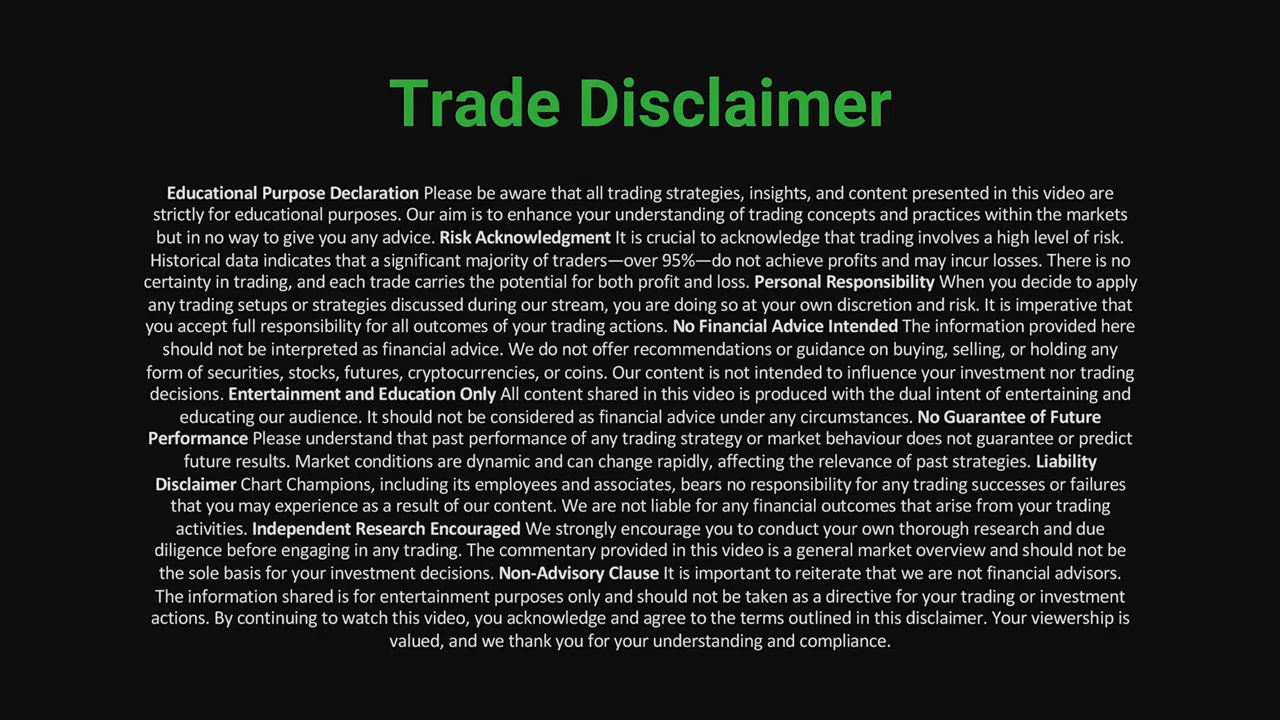 Trade Disclaimer
Educational Purpose Declaration Please be aware that all trading strategies, insights, and content presented in this video are
strictly for educational purposes. Our aim is to enhance your understanding of trading concepts and practices within the markets
but in no way to give you any advice. Risk Acknowledgment It is crucial to acknowledge that trading involves a high level of risk.
Historical data indicates that a significant majority of traders—over 95%—do not achieve profits and may incur losses. There is no
certainty in trading, and each trade carries the potential for both profit and loss. Personal Responsibility When you decide to apply
any trading setups or strategies discussed during our stream, you are doing so at your own discretion and risk. It is imperative that
you accept full responsibility for all outcomes of your trading actions. No Financial Advice Intended The information provided here
should not be interpreted as financial advice. We do not offer recommendations or guidance on buying, selling, or holding any
form of securities, stocks, futures, cryptocurrencies, or coins. Our content is not intended to influence your investment nor trading
decisions. Entertainment and Education Only All content shared in this video is produced with the dual intent of entertaining and
educating our audience. It should not be considered as financial advice under any circumstances. No Guarantee of Future
Performance Please understand that past performance of any trading strategy or market behaviour does not guarantee or predict
future results. Market conditions are dynamic and can change rapidly, affecting the relevance of past strategies. Liability
Disclaimer Chart Champions, including its employees and associates, bears no responsibility for any trading successes or failures
that you may experience as a result of our content. We are not liable for any financial outcomes that arise from your trading
activities. Independent Research Encouraged We strongly encourage you to conduct your own thorough research and due
diligence before engaging in any trading. The commentary provided in this video is a general market overview and should not be
the sole basis for your investment decisions. Non-Advisory Clause It is important to reiterate that we are not financial advisors.
The information shared is for entertainment purposes only and should not be taken as a directive for your trading or investment
actions. By continuing to watch this video, you acknowledge and agree to the terms outlined in this disclaimer. Your viewership is
valued, and we thank you for your understanding and compliance.